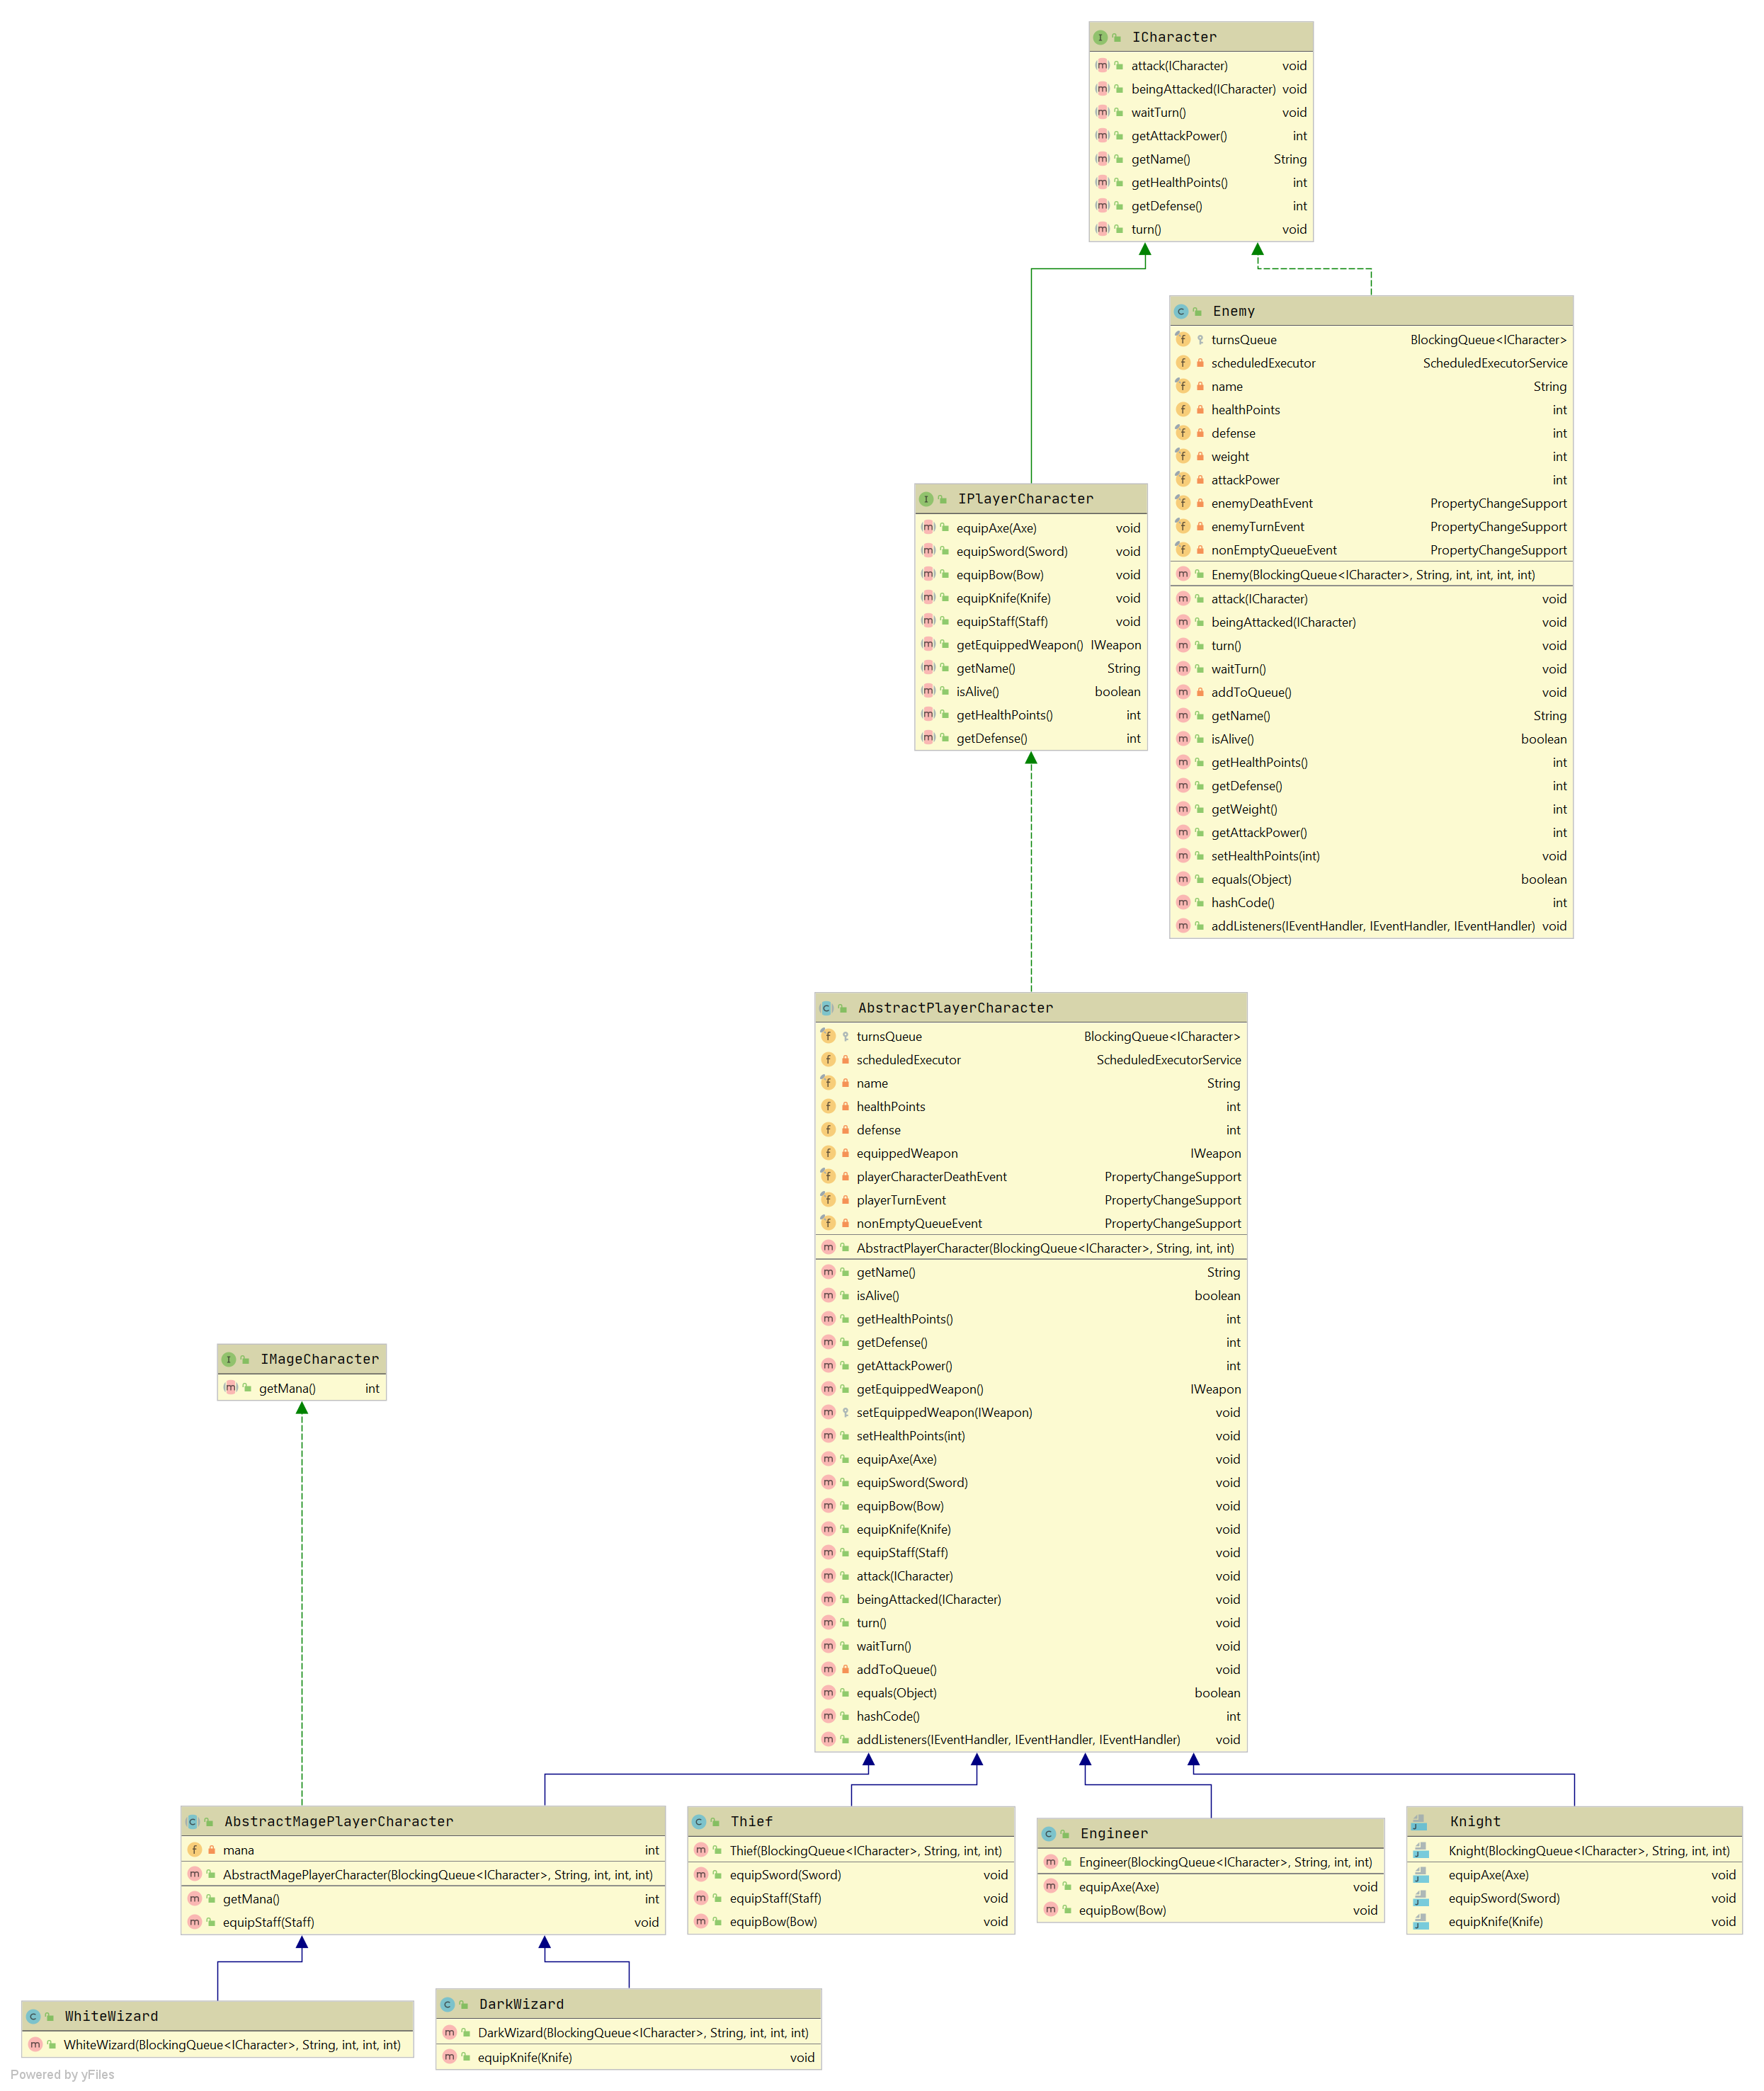 ICharacter
attack(ICharacter) void
beingAttacked(ICharacter) void
waitTurn() void
getAttackPower() int
getName() String
getHealthPoints() int
getDefense() int
turn() void
Enemy
turnsQueue BlockingQueue<ICharacter>
scheduledExecutor ScheduledExecutorService
name String
healthPoints int
defense int
weight int
attackPower int
enemyDeathEvent PropertyChangeSupport
enemyTurnEvent PropertyChangeSupport
nonEmptyQueueEvent PropertyChangeSupport
Enemy(BlockingQueue<ICharacter>, String, int, int, int, int)
attack(ICharacter) void
beingAttacked(ICharacter) void
turn() void
waitTurn() void
addToQueue() void
getName() String
isAlive() boolean
getHealthPoints() int
getDefense() int
getWeight() int
getAttackPower() int
setHealthPoints(int) void
equals(Object) boolean
hashCode() int
addListeners(IEventHandler, IEventHandler, IEventHandler) void
IPlayerCharacter
equipAxe(Axe) void
equipSword(Sword) void
equipBow(Bow) void
equipKnife(Knife) void
equipStaff(Staff) void
getEquippedWeapon() IWeapon
getName() String
isAlive() boolean
getHealthPoints() int
getDefense() int
AbstractPlayerCharacter
turnsQueue BlockingQueue<ICharacter>
scheduledExecutor ScheduledExecutorService
name String
healthPoints int
defense int
equippedWeapon IWeapon
playerCharacterDeathEvent PropertyChangeSupport
playerTurnEvent PropertyChangeSupport
nonEmptyQueueEvent PropertyChangeSupport
AbstractPlayerCharacter(BlockingQueue<ICharacter>, String, int, int)
getName() String
isAlive() boolean
getHealthPoints() int
getDefense() int
getAttackPower() int
getEquippedWeapon() IWeapon
setEquippedWeapon(IWeapon) void
setHealthPoints(int) void
equipAxe(Axe) void
equipSword(Sword) void
equipBow(Bow) void
equipKnife(Knife) void
equipStaff(Staff) void
attack(ICharacter) void
beingAttacked(ICharacter) void
turn() void
waitTurn() void
addToQueue() void
equals(Object) boolean
hashCode() int
addListeners(IEventHandler, IEventHandler, IEventHandler) void
IMageCharacter
getMana() int
AbstractMagePlayerCharacter
mana int
AbstractMagePlayerCharacter(BlockingQueue<ICharacter>, String, int, int, int)
getMana() int
equipStaff(Staff) void
Thief
Thief(BlockingQueue<ICharacter>, String, int, int)
equipSword(Sword) void
equipStaff(Staff) void
equipBow(Bow) void
Engineer
Engineer(BlockingQueue<ICharacter>, String, int, int)
equipAxe(Axe) void
equipBow(Bow) void
Knight
Knight(BlockingQueue<ICharacter>, String, int, int)
equipAxe(Axe) void
equipSword(Sword) void
equipKnife(Knife) void
WhiteWizard
WhiteWizard(BlockingQueue<ICharacter>, String, int, int, int)
DarkWizard
DarkWizard(BlockingQueue<ICharacter>, String, int, int, int)
equipKnife(Knife) void
Powered by yFiles